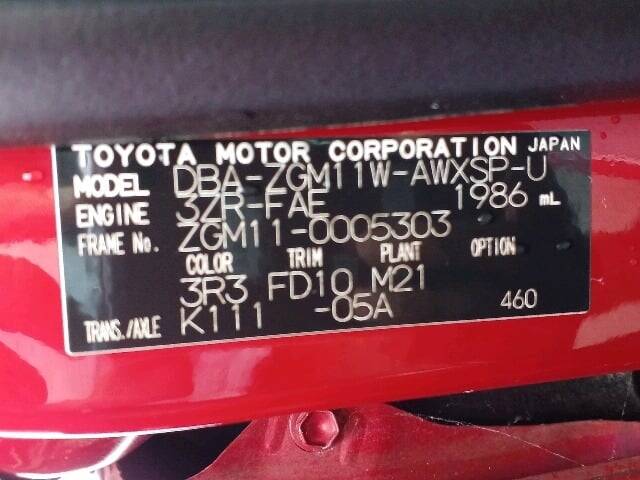 TOYOTA MOTOR CORPORATION JAPAN
MODEL DBA-ZGM11W-AWXSP-U
ENGINE 3ZR-FAE 1986 mL
FRAME No. ZGM11-0005303
COLOR TRIM PLANT OPTION
3R3 FD10 M21
TRANS./AXLE K111 -05A 460